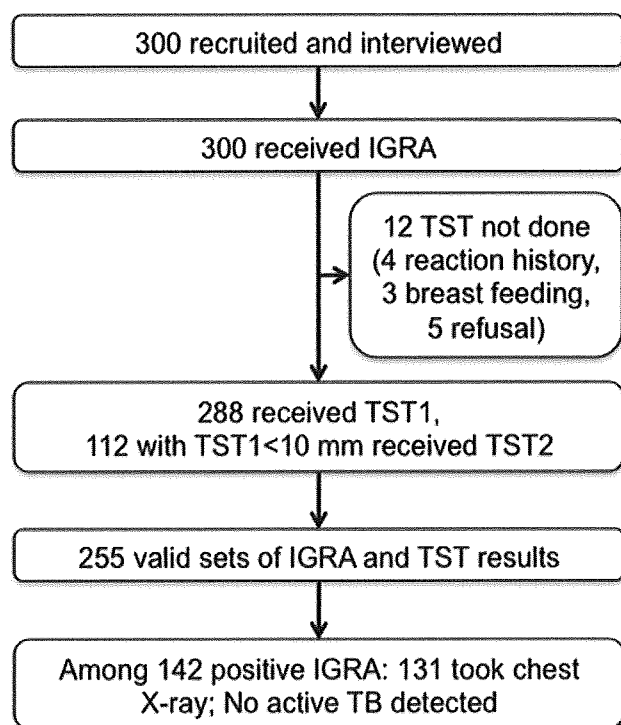 300 recruited and interviewed
300 received IGRA
12 TST not done
(4 reaction history,
3 breast feeding,
5 refusal)
288 received TST1,
112 with TST1<10 mm received TST2
255 valid sets of IGRA and TST results
Among 142 positive IGRA: 131 took chest
X-ray; No active TB detected